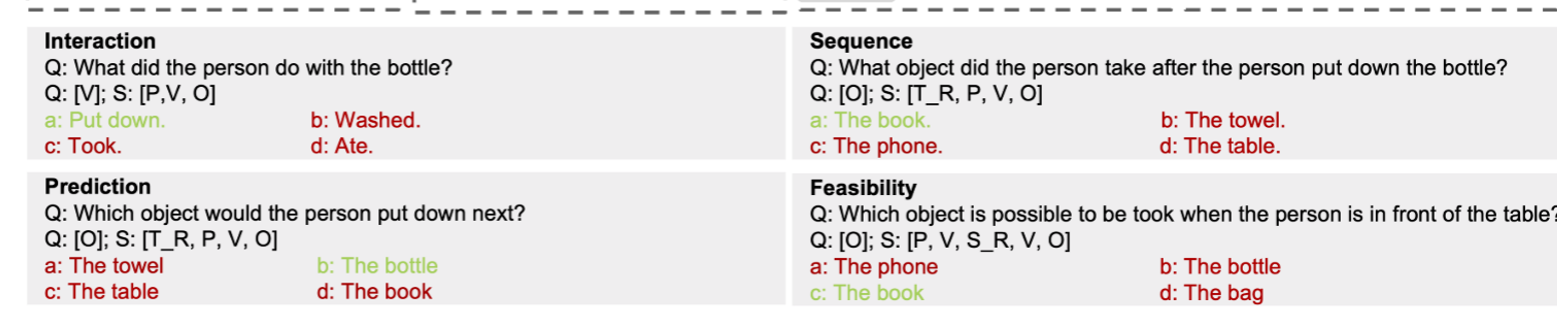 Interaction
Q: What did the person do with the bottle?
Q: [V]; S: [P,V, O]
a: Put down. b: Washed.
c: Took. d: Ate.
Sequence
Q: What object did the person take after the person put down the bottle?
Q: [O]; S: [T_R, P, V, O]
a: The book. b: The towel.
c: The phone. d: The table.
Prediction
Q: Which object would the person put down next?
Q: [O]; S: [T_R, P, V, O]
a: The towel b: The bottle
c: The table d: The book
Feasibility
Q: Which object is possible to be took when the person is in front of the table?
Q: [O]; S: [P, V, S_R, V, O]
a: The phone b: The bottle
c: The book d: The bag